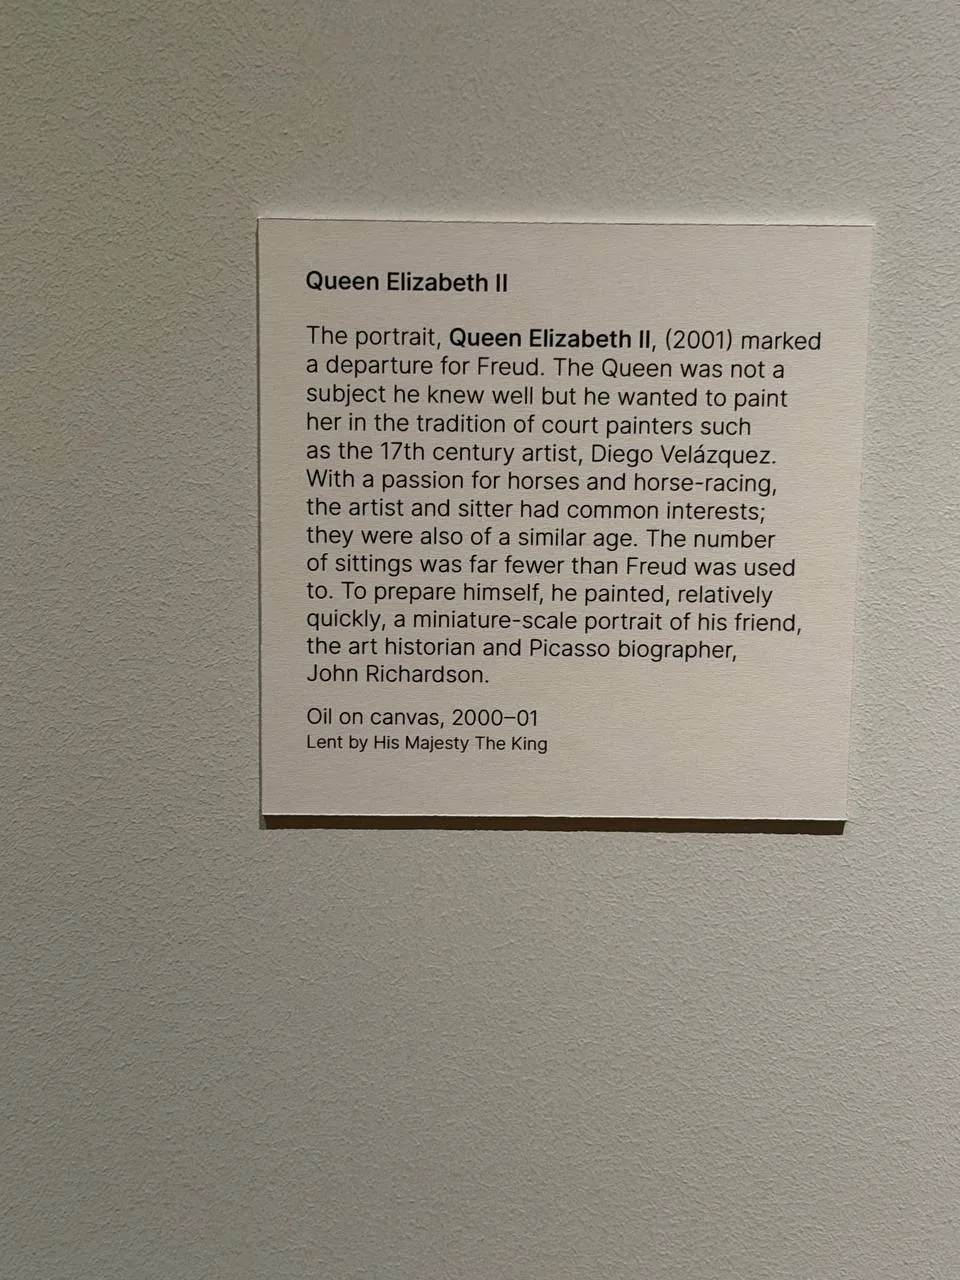 Queen Elizabeth II
The portrait, Queen Elizabeth II, (2001) marked
a departure for Freud. The Queen was not a
subject he knew well but he wanted to paint
her in the tradition of court painters such
as the 17th century artist, Diego Velázquez.
With a passion for horses and horse-racing,
the artist and sitter had common interests;
they were also of a similar age. The number
of sittings was far fewer than Freud was used
to. To prepare himself, he painted, relatively
quickly, a miniature-scale portrait of his friend,
the art historian and Picasso biographer,
John Richardson.
Oil on canvas, 2000–01
Lent by His Majesty The King